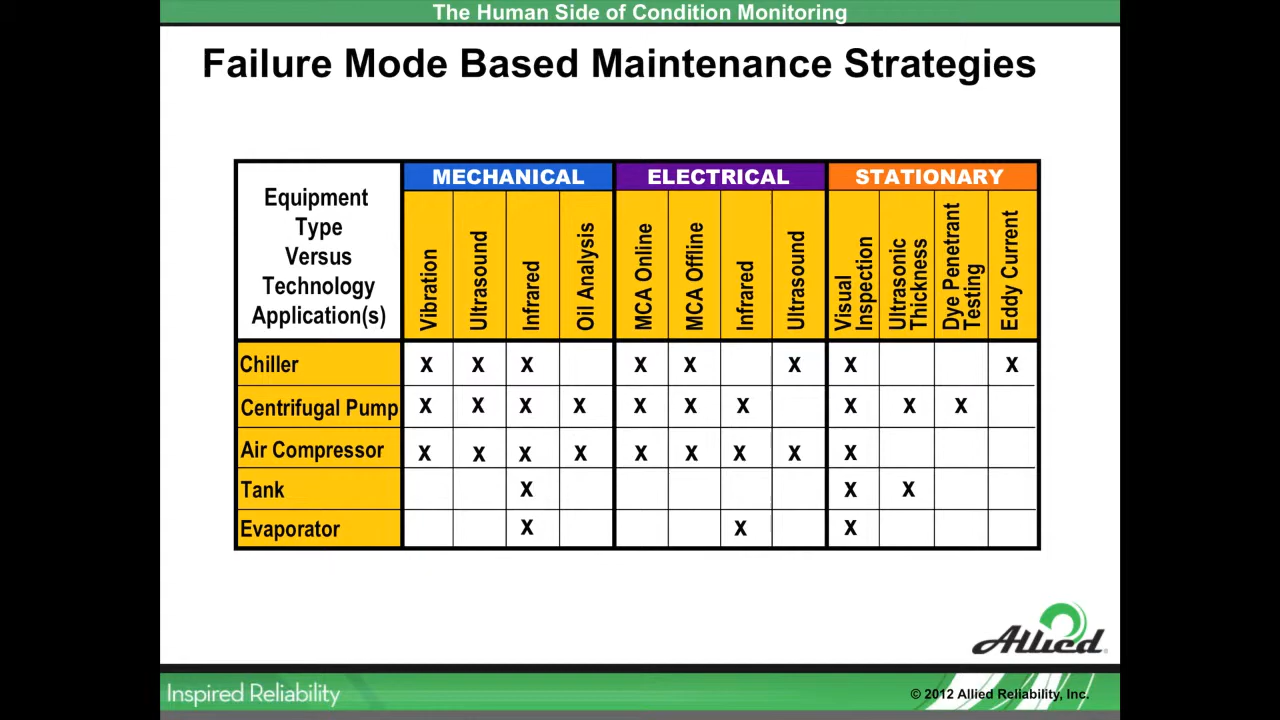 The Human Side of Condition Monitoring
Failure Mode Based Maintenance Strategies
Equipment
Type
Versus
Technology
Application(s)
MECHANICAL ELECTRICAL STATIONARY
Vibration
Ultrasound
Infrared
Oil Analysis
MCA Online
MCA Offline
Infrared
Ultrasound
Visual
Inspection
Ultrasonic
Thickness
Dye Penetrant
Testing
Eddy Current
Chiller X X X X X X X X
Centrifugal Pump X X X X X X X X X X
Air Compressor X X X X X X X X X
Tank X X X
Evaporator X X X
Allied®
Inspired Reliability
© 2012 Allied Reliability, Inc.